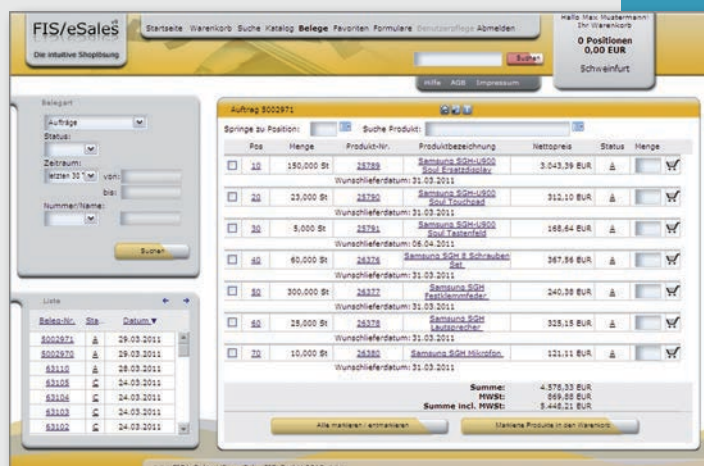 FIS/eSales
Die intuitive Shoplösung
Startseite Warenkorb Suche Katalog Belege Favoriten Formulare Benutzerpflege Abmelden
Suchen
Hilfe AGB Impressum
Hallo Max Mustermann!
Ihr Warenkorb
0 Positionen
0,00 EUR
Schweinfurt
Belegart
Aufträge
Status:
Zeitraum:
letzten 30 T von:
bis:
Nummer/Name:
Suchen
Liste
Beleg-Nr. Sta... Datum
5002971 A 29.03.2011
5002970 A 29.03.2011
63110 A 28.03.2011
63105 C 24.03.2011
63104 C 24.03.2011
63103 C 24.03.2011
63102 C 24.03.2011
Auftrag 5002971
Springe zu Position: Suche Produkt:
Pos Menge Produkt-Nr. Produktbezeichnung Nettopreis Status Menge
10 150,000 St 25789 Samsung SGH-U900 Soul Ersatzdisplay 3.043,39 EUR A
Wunschlieferdatum: 31.03.2011
20 23,000 St 25790 Samsung SGH-U900 Soul Touchpad 312,10 EUR A
Wunschlieferdatum: 31.03.2011
30 5,000 St 25791 Samsung SGH-U900 Soul Tastenfeld 168,64 EUR A
Wunschlieferdatum: 06.04.2011
40 60,000 St 26376 Samsung SGH 8 Schrauben Set 367,56 EUR A
Wunschlieferdatum: 31.03.2011
50 300,000 St 26377 Samsung SGH Festklemmfeder 240,38 EUR A
Wunschlieferdatum: 31.03.2011
60 25,000 St 26378 Samsung SGH Lautsprecher 325,15 EUR A
Wunschlieferdatum: 31.03.2011
70 10,000 St 26380 Samsung SGH Mikrofon 121,11 EUR A
Wunschlieferdatum: 31.03.2011
Summe: 4.578,33 EUR
MWSt: 869,88 EUR
Summe incl. MWSt: 5.448,21 EUR
Alle markieren / entmarkieren
Markierte Produkte in den Warenkorb